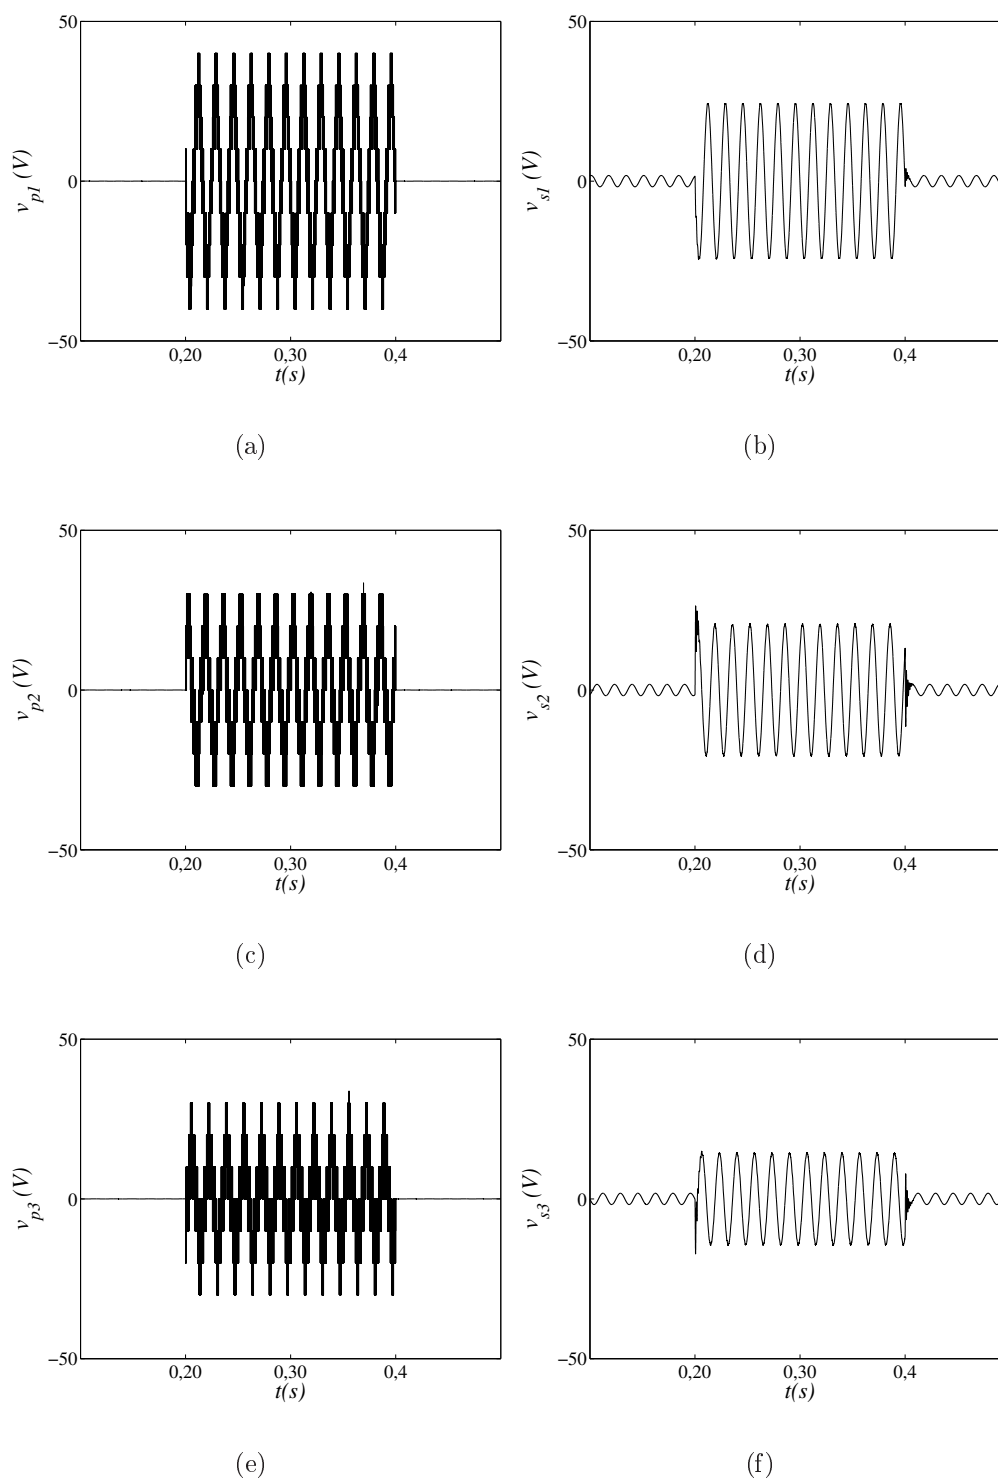 50 50
v_p1 (V) v_s1 (V)
0 0
−50 −50
0,20 0,30 0,4 0,20 0,30 0,4
t(s) t(s)
(a) (b)
50 50
v_p2 (V) v_s2 (V)
0 0
−50 −50
0,20 0,30 0,4 0,20 0,30 0,4
t(s) t(s)
(c) (d)
50 50
v_p3 (V) v_s3 (V)
0 0
−50 −50
0,20 0,30 0,4 0,20 0,30 0,4
t(s) t(s)
(e) (f)